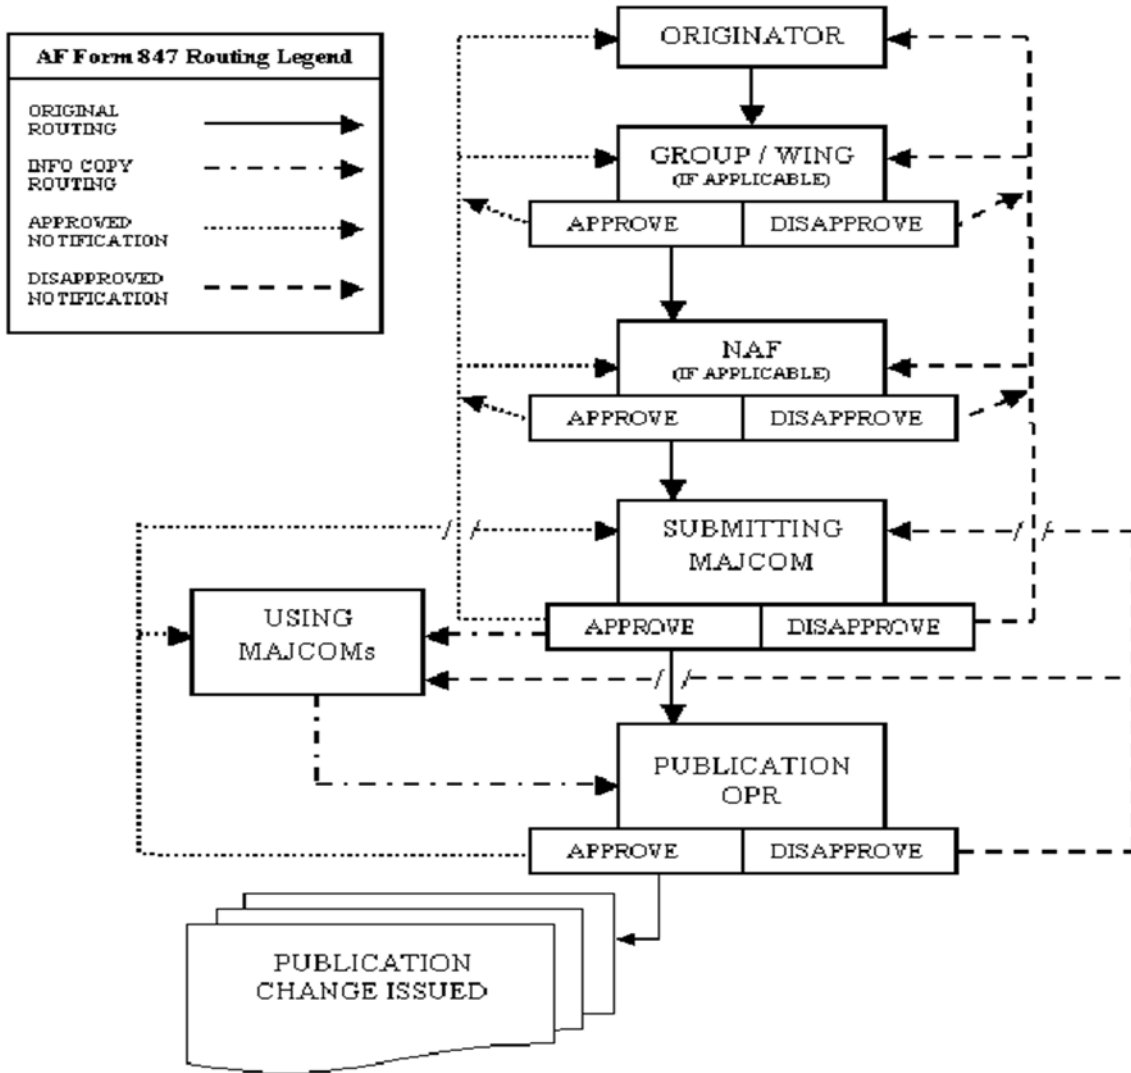 AF Form 847 Routing Legend
ORIGINAL
ROUTING
INFO COPY
ROUTING
APPROVED
NOTIFICATION
DISAPPROVED
NOTIFICATION
ORIGINATOR
GROUP / WING
(IF APPLICABLE)
APPROVE
DISAPPROVE
NAF
(IF APPLICABLE)
APPROVE
DISAPPROVE
SUBMITTING
MAJCOM
APPROVE
DISAPPROVE
USING
MAJCOMs
PUBLICATION
OPR
APPROVE
DISAPPROVE
PUBLICATION
CHANGE ISSUED